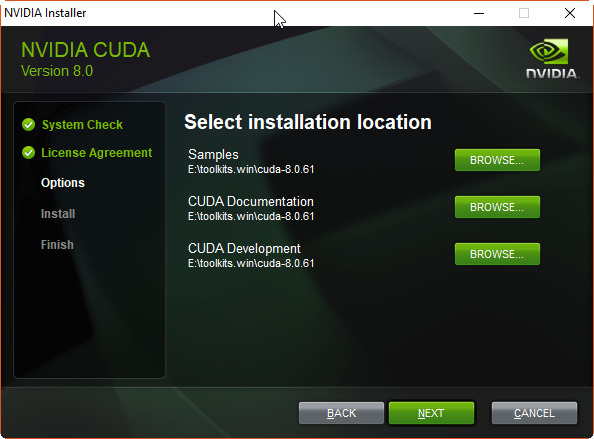 NVIDIA Installer
NVIDIA CUDA
Version 8.0
NVIDIA.
System Check
License Agreement
Options
Install
Finish
Select installation location
Samples
E:\toolkits.win\cuda-8.0.61
BROWSE...
CUDA Documentation
E:\toolkits.win\cuda-8.0.61
BROWSE...
CUDA Development
E:\toolkits.win\cuda-8.0.61
BROWSE...
BACK
NEXT
CANCEL